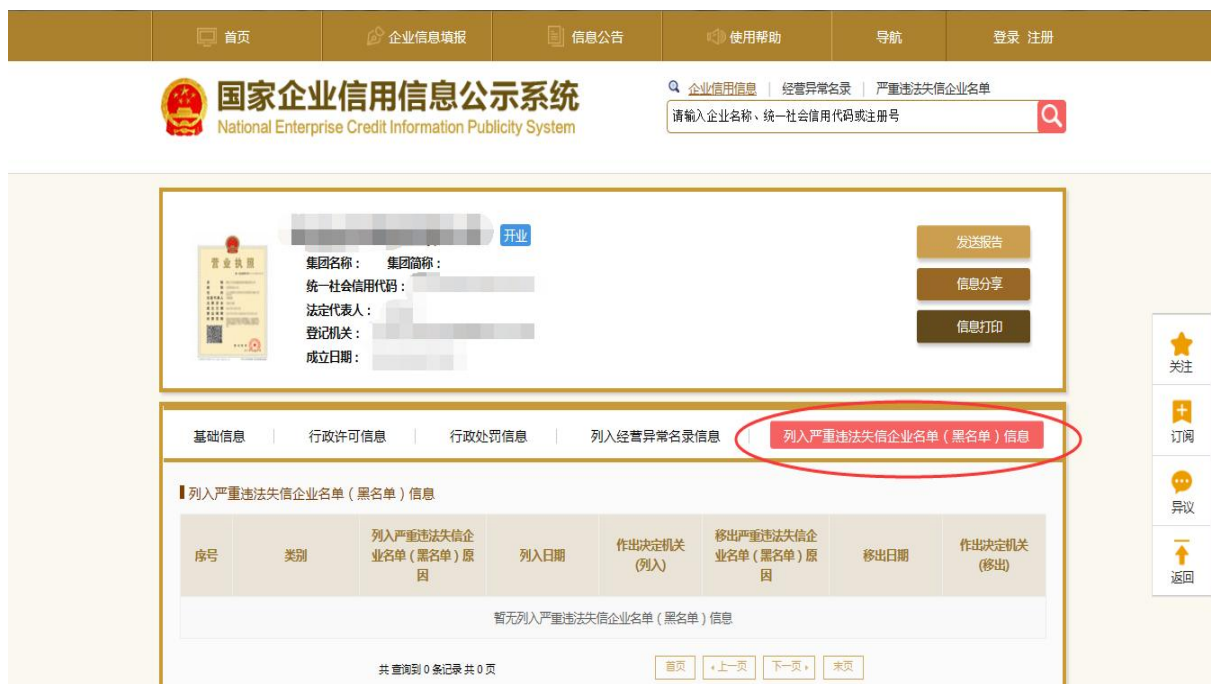 首页 企业信息填报 信息公告 使用帮助 导航 登录 注册
国家企业信用信息公示系统
National Enterprise Credit Information Publicity System
企业信用信息 | 经营异常名录 | 严重违法失信企业名单
请输入企业名称、统一社会信用代码或注册号
开业
营业执照
集团名称： 集团简称：
统一社会信用代码：
法定代表人：
登记机关：
成立日期：
发送报告
信息分享
信息打印
关注
订阅
异议
返回
基础信息 | 行政许可信息 | 行政处罚信息 | 列入经营异常名录信息 | 列入严重违法失信企业名单（黑名单）信息
列入严重违法失信企业名单（黑名单）信息
序号 类别 列入严重违法失信企业名单（黑名单）原因 列入日期 作出决定机关(列入) 移出严重违法失信企业名单（黑名单）原因 移出日期 作出决定机关(移出)
暂无列入严重违法失信企业名单（黑名单）信息
共 查询到 0 条记录 共 0 页 首页 上一页 下一页 末页